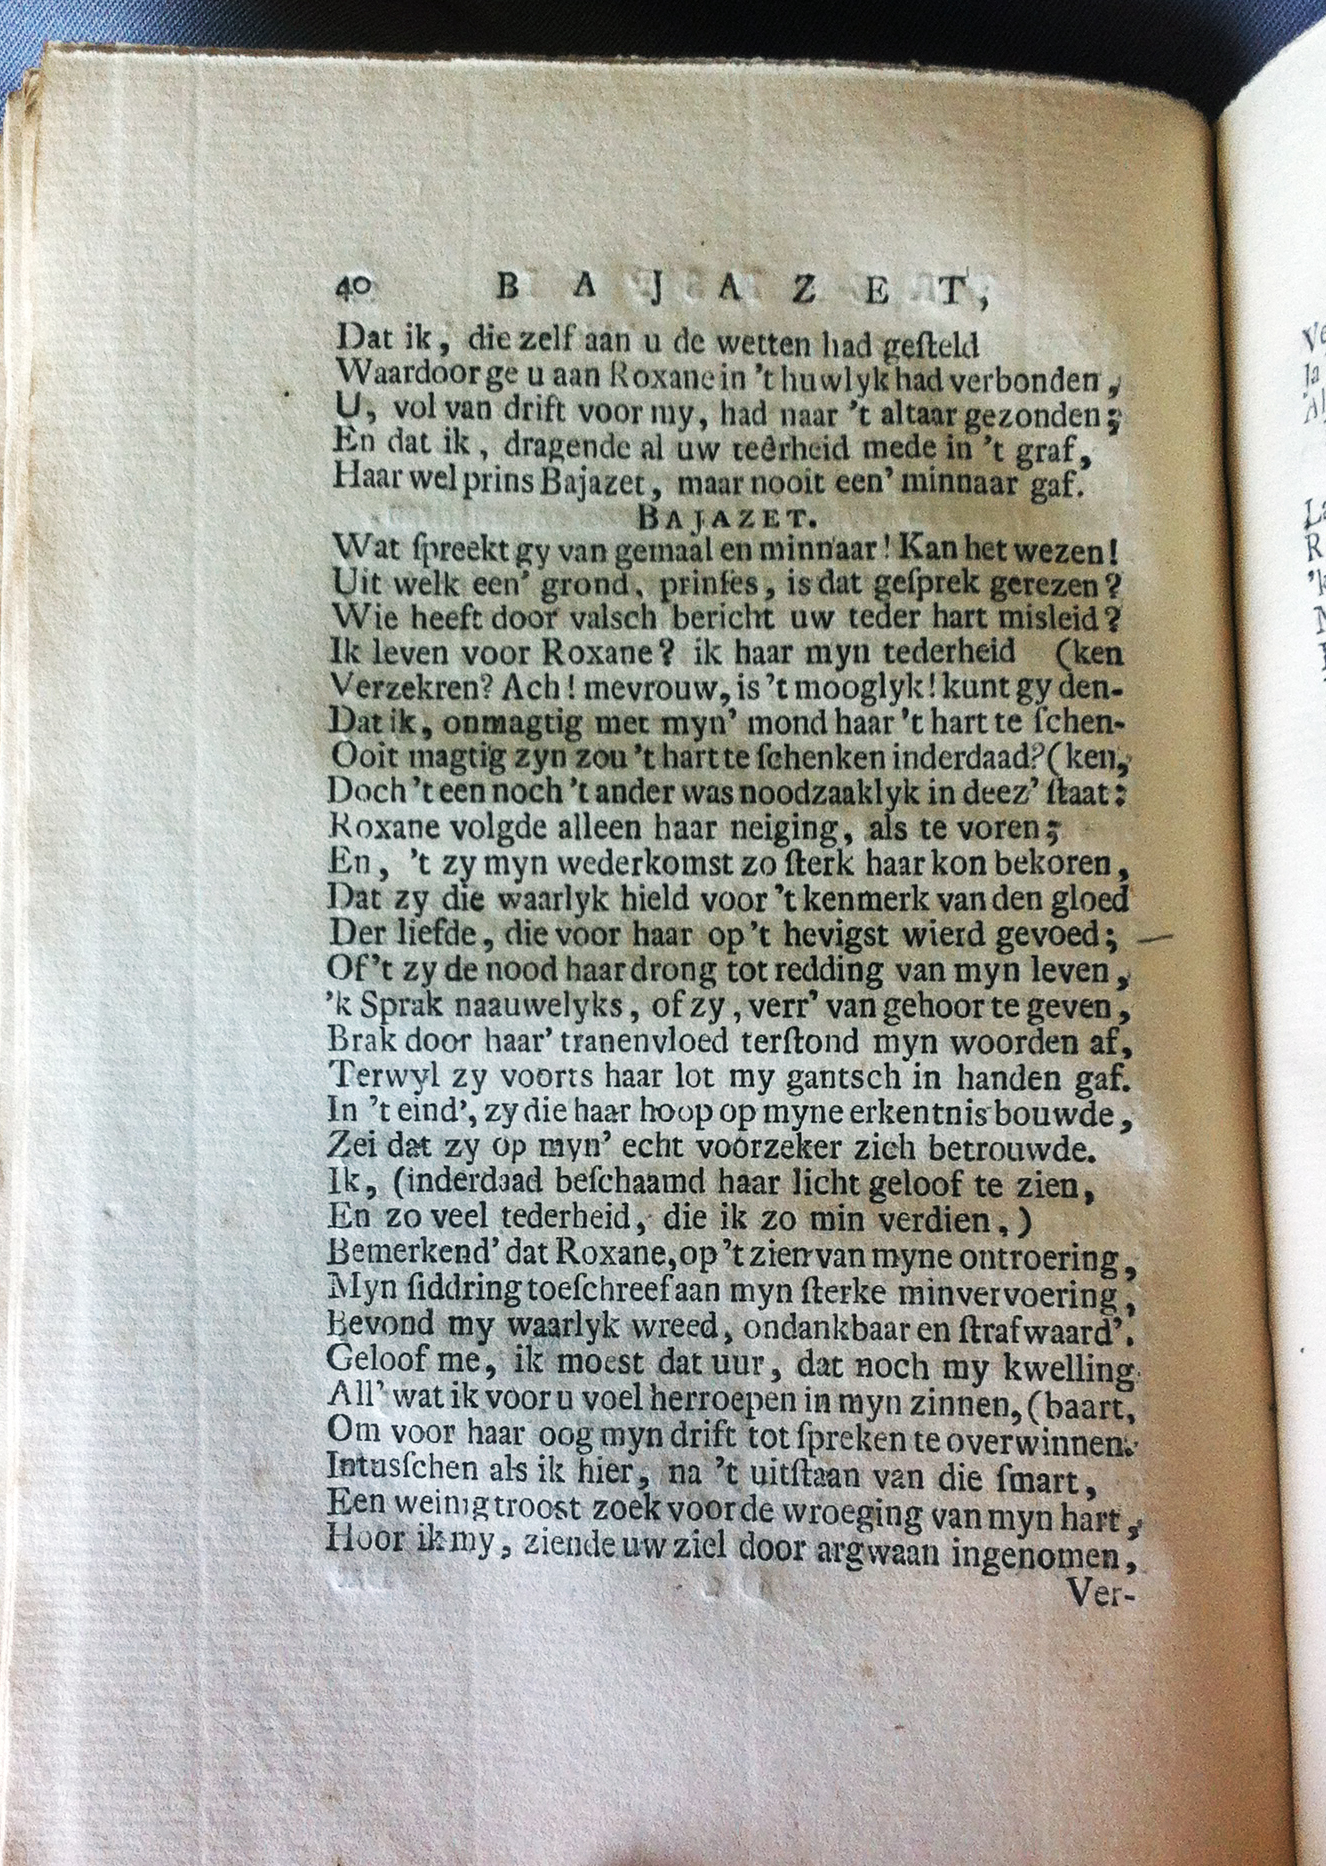 40 BAJAZET,
Dat ik, die zelf aan u de wetten had geſteld
Waardoor ge u aan Roxane in 't huwlyk had verbonden,
U, vol van drift voor my, had naar 't altaar gezonden;
En dat ik, dragende al uw teêrheid mede in 't graf,
Haar wel prins Bajazet, maar nooit een' minnaar gaf.
BAJAZET.
Wat ſpreekt gy van gemaal en minnaar! Kan het wezen!
Uit welk een' grond, prinſes, is dat geſprek gerezen?
Wie heeft door valsch bericht uw teder hart misleid?
Ik leven voor Roxane? ik haar myn tederheid (ken
Verzekren? Ach! mevrouw, is 't mooglyk! kunt gy den-
Dat ik, onmagtig met myn' mond haar 't hart te ſchen-
Ooit magtig zyn zou 't hart te ſchenken inderdaad? (ken,
Doch 't een noch 't ander was noodzaaklyk in deez' ſtaat:
Roxane volgde alleen haar neiging, als te voren;
En, 't zy myn wederkomst zo ſterk haar kon bekoren,
Dat zy die waarlyk hield voor 't kenmerk van den gloed
Der liefde, die voor haar op 't hevigst wierd gevoed;
Of 't zy de nood haar drong tot redding van myn leven,
'k Sprak naauwelyks, of zy, verr' van gehoor te geven,
Brak door haar' tranenvloed terſtond myn woorden af,
Terwyl zy voorts haar lot my gantsch in handen gaf.
In 't eind', zy die haar hoop op myne erkentnis bouwde,
Zei dat zy op myn' echt voorzeker zich betrouwde.
Ik, (inderdaad beſchaamd haar licht geloof te zien,
En zo veel tederheid, die ik zo min verdien,)
Bemerkend' dat Roxane, op 't zien van myne ontroering,
Myn ſiddring toeſchreef aan myn ſterke minvervoering,
Bevond my waarlyk wreed, ondankbaar en ſtrafwaard'.
Geloof me, ik moest dat uur, dat noch my kwelling
All' wat ik voor u voel herroepen in myn zinnen, (baart,
Om voor haar oog myn drift tot ſpreken te overwinnen.
Intusſchen als ik hier, na 't uitſtaan van die ſmart,
Een weinig troost zoek voor de wroeging van myn hart,
Hoor ik my, ziende uw ziel door argwaan ingenomen,
Ver-